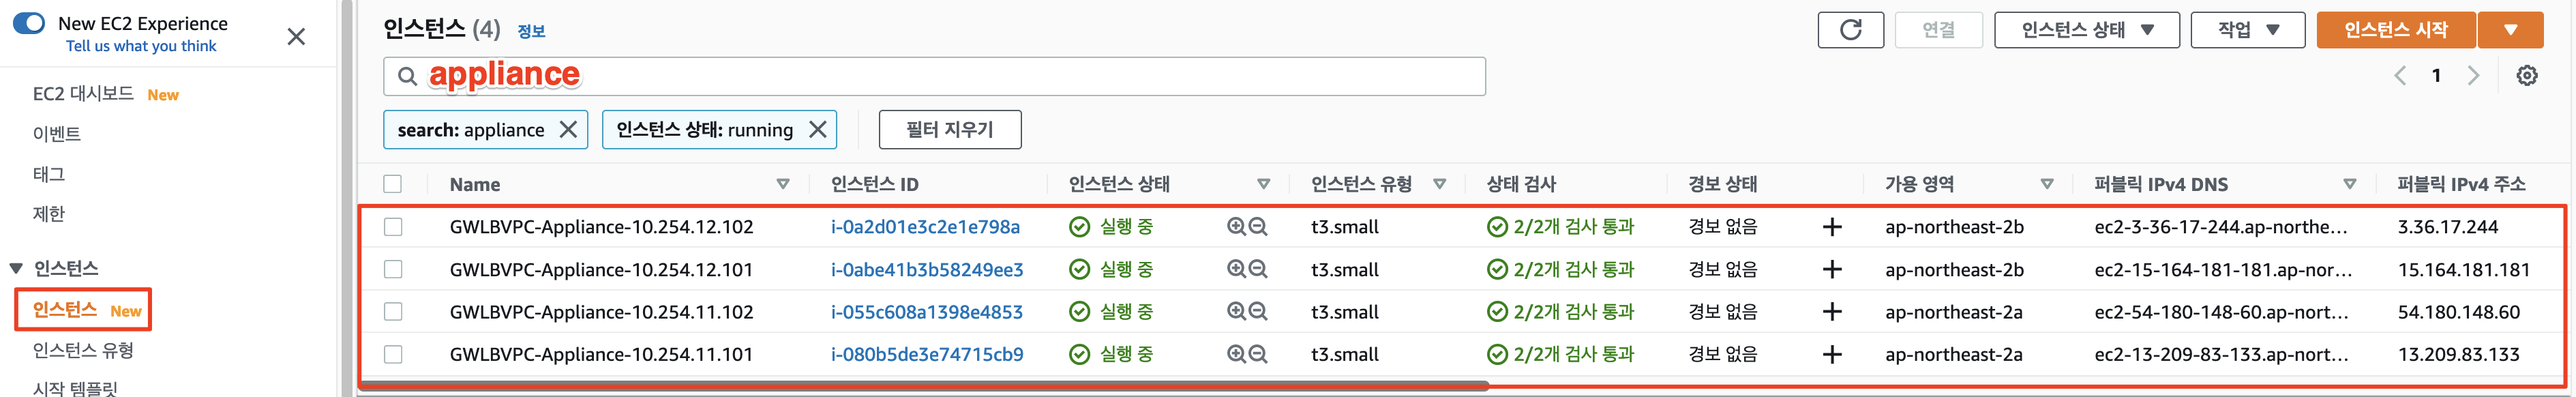 New EC2 Experience
Tell us what you think
EC2 대시보드 New
이벤트
태그
제한
인스턴스
인스턴스 New
인스턴스 유형
시작 템플릿
인스턴스 (4) 정보
연결 인스턴스 상태 작업 인스턴스 시작
appliance
1
search: appliance 인스턴스 상태: running 필터 지우기
Name 인스턴스 ID 인스턴스 상태 인스턴스 유형 상태 검사 경보 상태 가용 영역 퍼블릭 IPv4 DNS 퍼블릭 IPv4 주소
GWLBVPC-Appliance-10.254.12.102 i-0a2d01e3c2e1e798a 실행 중 t3.small 2/2개 검사 통과 경보 없음 ap-northeast-2b ec2-3-36-17-244.ap-northe... 3.36.17.244
GWLBVPC-Appliance-10.254.12.101 i-0abe41b3b58249ee3 실행 중 t3.small 2/2개 검사 통과 경보 없음 ap-northeast-2b ec2-15-164-181-181.ap-nor... 15.164.181.181
GWLBVPC-Appliance-10.254.11.102 i-055c608a1398e4853 실행 중 t3.small 2/2개 검사 통과 경보 없음 ap-northeast-2a ec2-54-180-148-60.ap-nort... 54.180.148.60
GWLBVPC-Appliance-10.254.11.101 i-080b5de3e74715cb9 실행 중 t3.small 2/2개 검사 통과 경보 없음 ap-northeast-2a ec2-13-209-83-133.ap-nort... 13.209.83.133